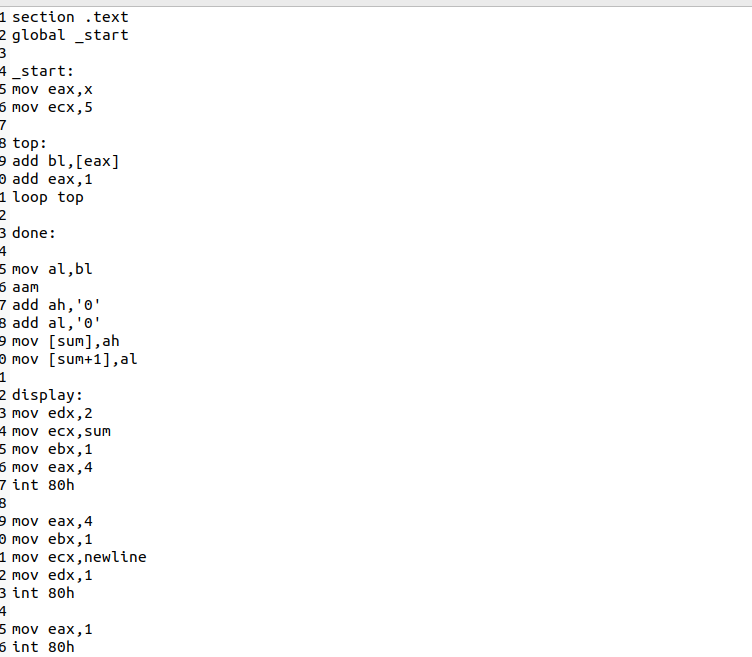 1 section .text
2 global _start
3
4 _start:
5 mov eax,x
6 mov ecx,5
7
8 top:
9 add bl,[eax]
0 add eax,1
1 loop top
2
3 done:
4
5 mov al,bl
6 aam
7 add ah,'0'
8 add al,'0'
9 mov [sum],ah
0 mov [sum+1],al
1
2 display:
3 mov edx,2
4 mov ecx,sum
5 mov ebx,1
6 mov eax,4
7 int 80h
8
9 mov eax,4
0 mov ebx,1
1 mov ecx,newline
2 mov edx,1
3 int 80h
4
5 mov eax,1
6 int 80h